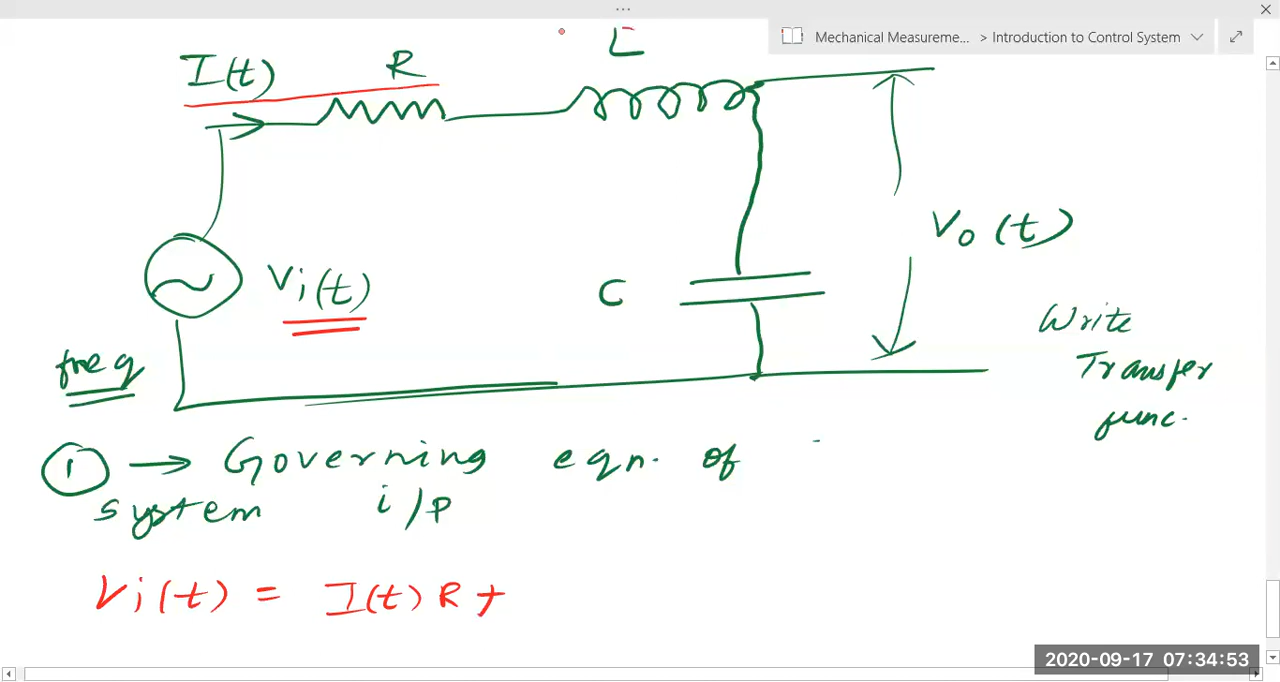 Mechanical Measureme... > Introduction to Control System
L
I(t)
R
Vi(t)
C
Vo(t)
freq
Write
Transfer
func.
1 → Governing eqn. of
system i/p
Vi(t) = I(t) R +
2020-09-17 07:34:53